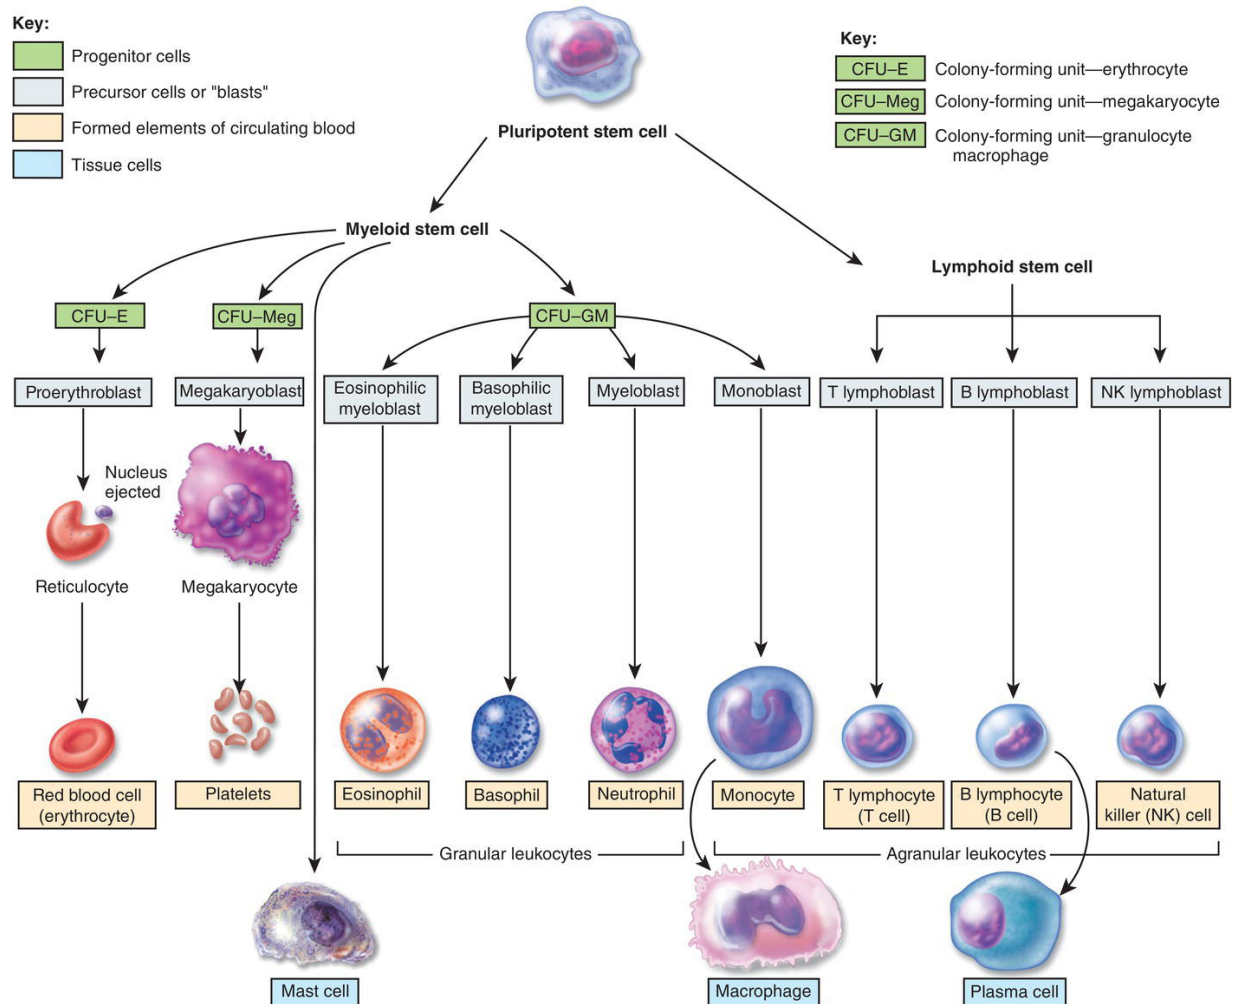 Key:
Progenitor cells
Precursor cells or "blasts"
Formed elements of circulating blood
Tissue cells
Key:
CFU–E Colony-forming unit—erythrocyte
CFU–Meg Colony-forming unit—megakaryocyte
CFU–GM Colony-forming unit—granulocyte
macrophage
Pluripotent stem cell
Myeloid stem cell
Lymphoid stem cell
CFU–E
CFU–Meg
CFU–GM
Proerythroblast
Megakaryoblast
Eosinophilic
myeloblast
Basophilic
myeloblast
Myeloblast
Monoblast
T lymphoblast
B lymphoblast
NK lymphoblast
Nucleus
ejected
Reticulocyte
Megakaryocyte
Red blood cell
(erythrocyte)
Platelets
Eosinophil
Basophil
Neutrophil
Monocyte
T lymphocyte
(T cell)
B lymphocyte
(B cell)
Natural
killer (NK) cell
Granular leukocytes
Agranular leukocytes
Mast cell
Macrophage
Plasma cell